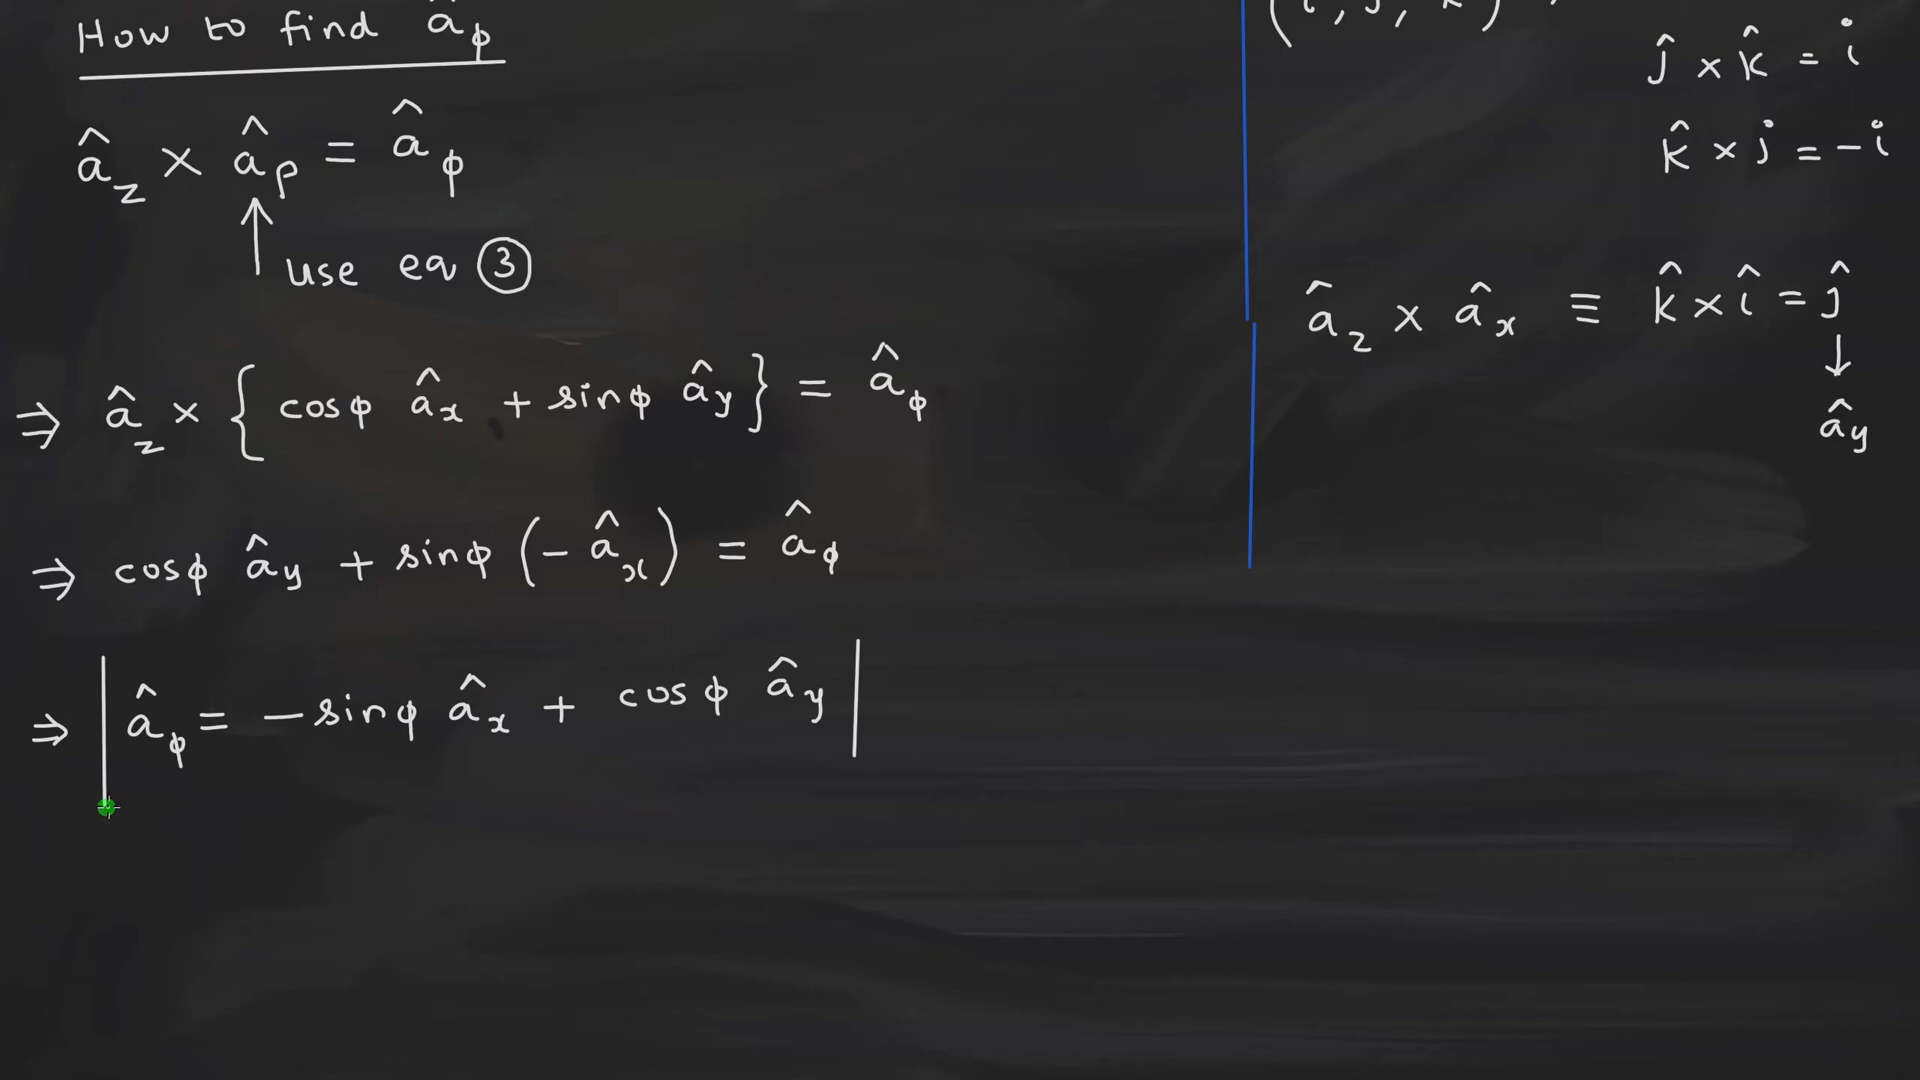 How to find â_ϕ
â_z × â_ρ = â_ϕ
↑ use eq ③
⇒ â_z × { cosϕ â_x + sinϕ â_y } = â_ϕ
⇒ cosϕ â_y + sinϕ (- â_x) = â_ϕ
⇒ | â_ϕ = - sinϕ â_x + cosϕ â_y |
ĵ × k̂ = i
k̂ × j = - i
â_z × â_x ≡ k̂ × î = ĵ
↓
â_y